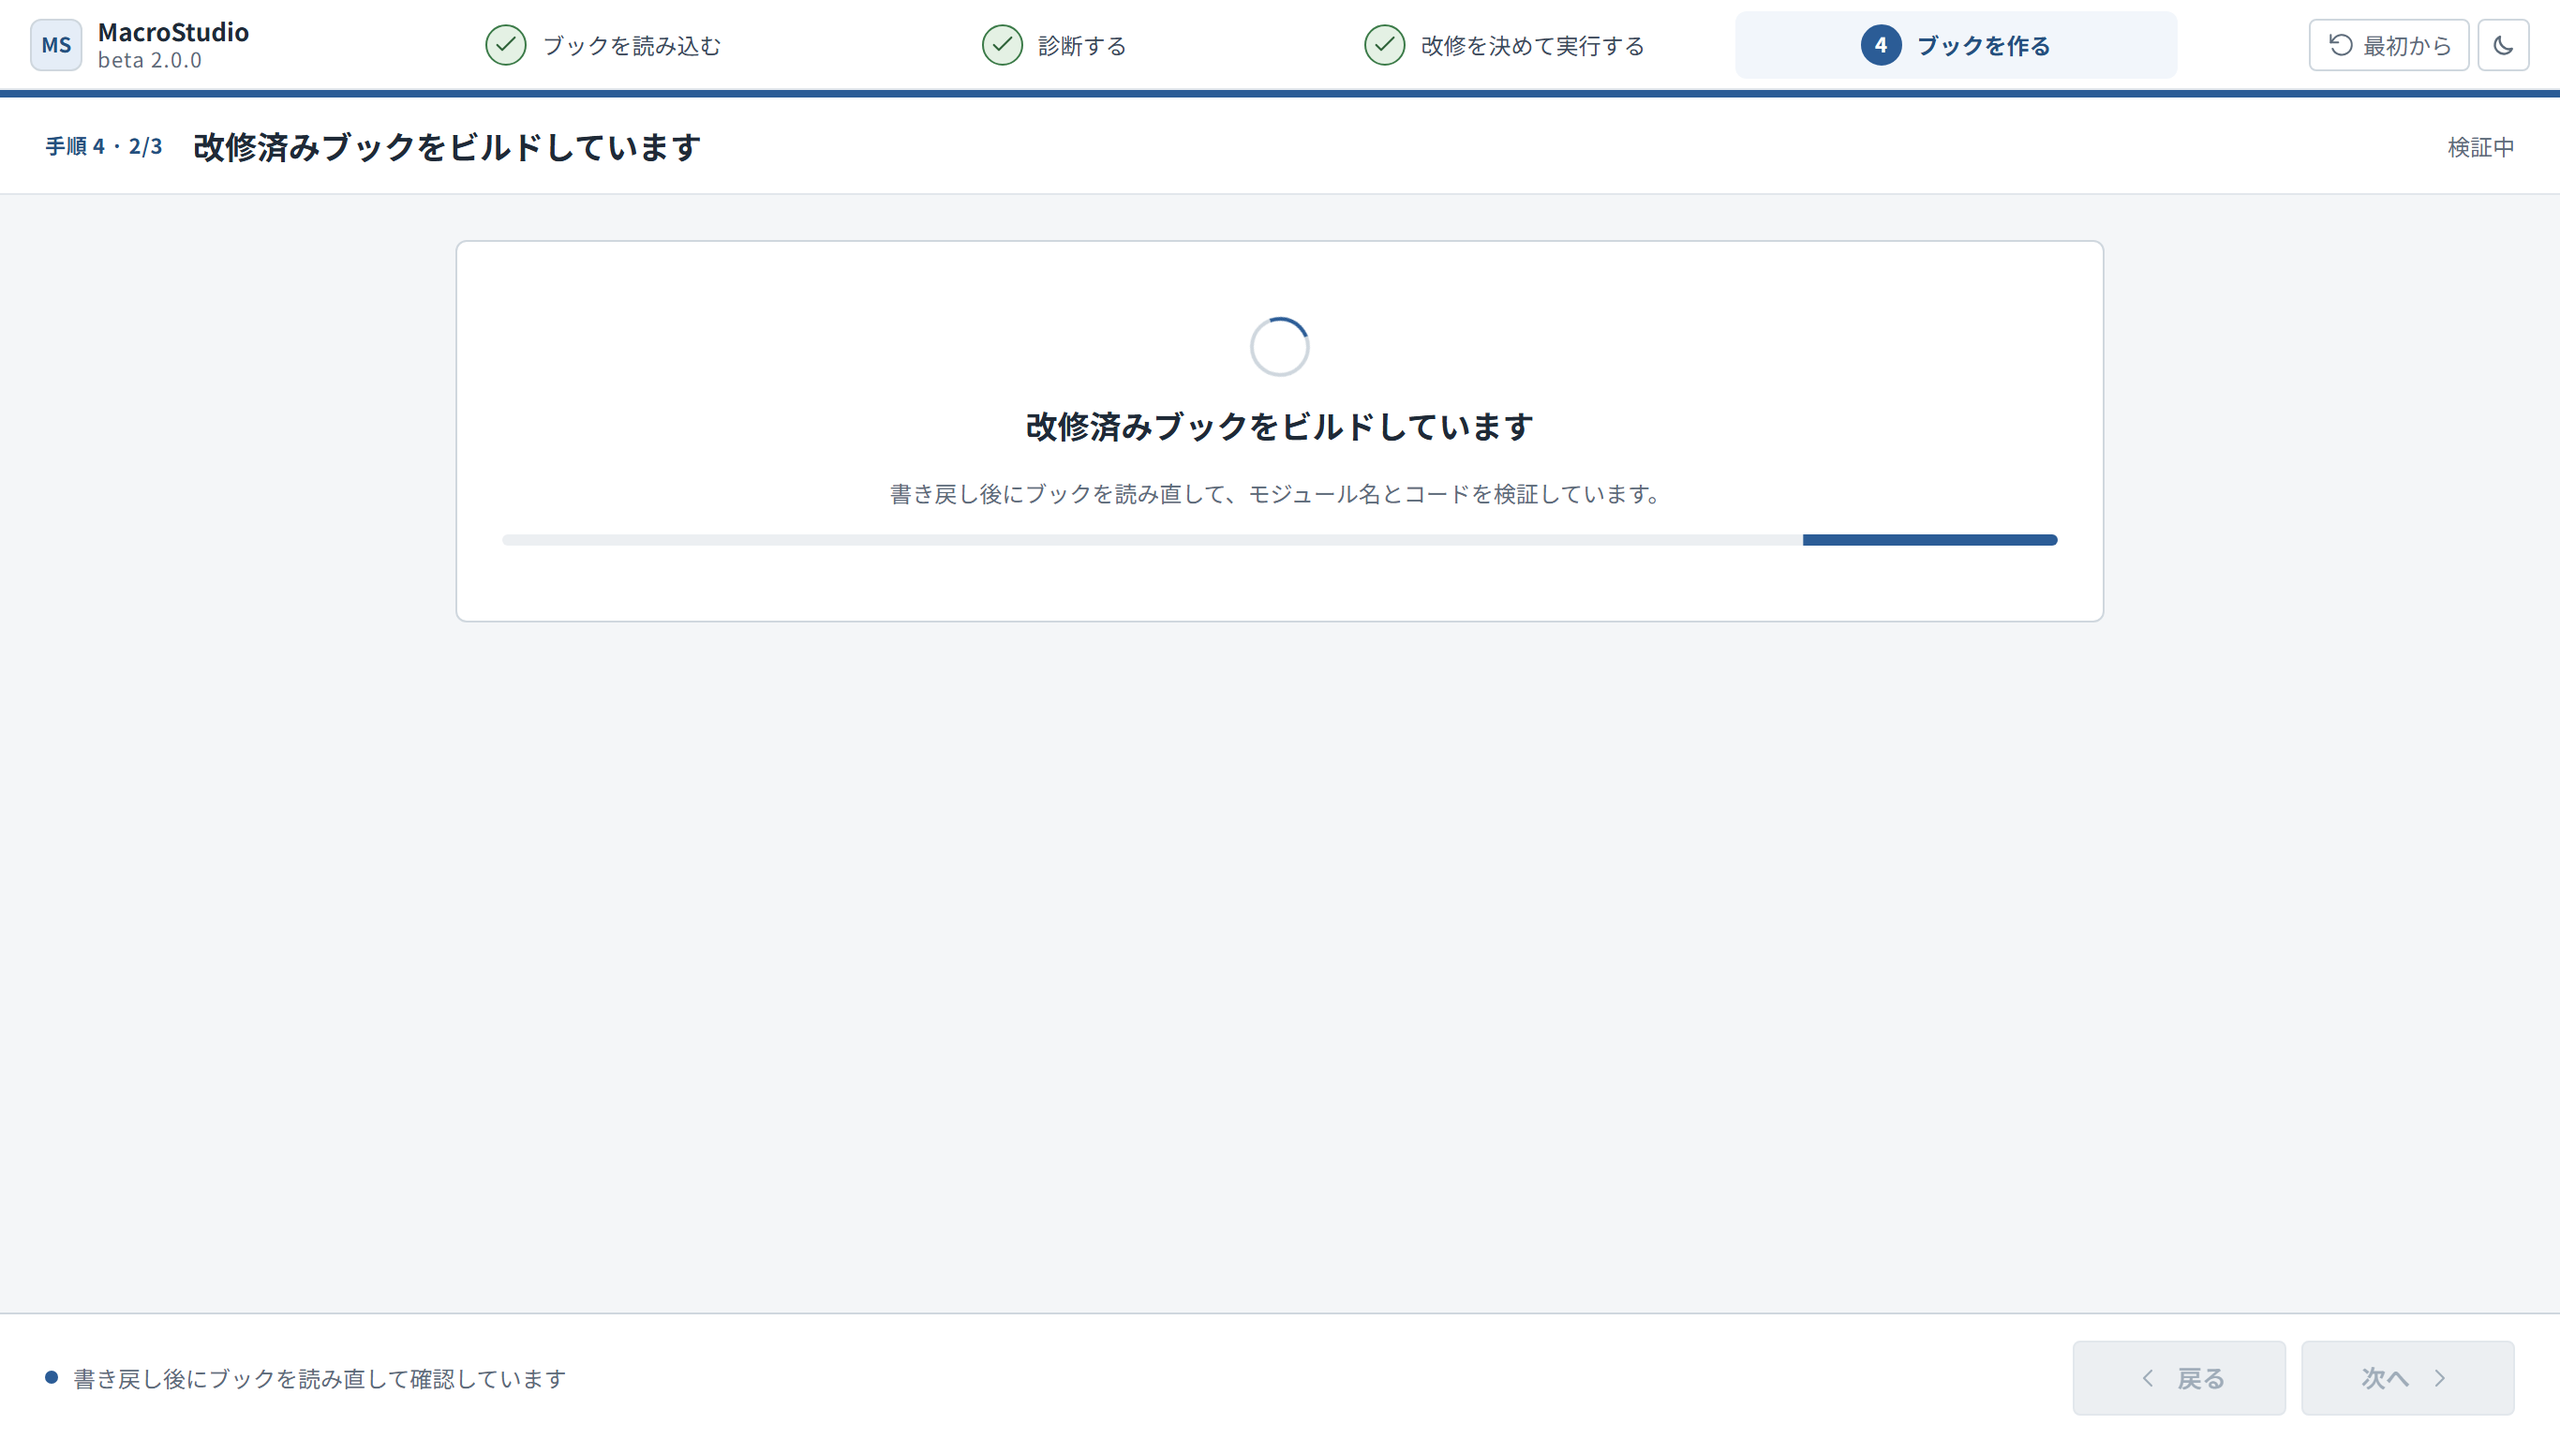 MS
MacroStudio
beta 2.0.0
ブックを読み込む
診断する
改修を決めて実行する
4 ブックを作る
最初から
手順 4 · 2/3 改修済みブックをビルドしています
検証中
改修済みブックをビルドしています
書き戻し後にブックを読み直して、モジュール名とコードを検証しています。
書き戻し後にブックを読み直して確認しています
戻る
次へ